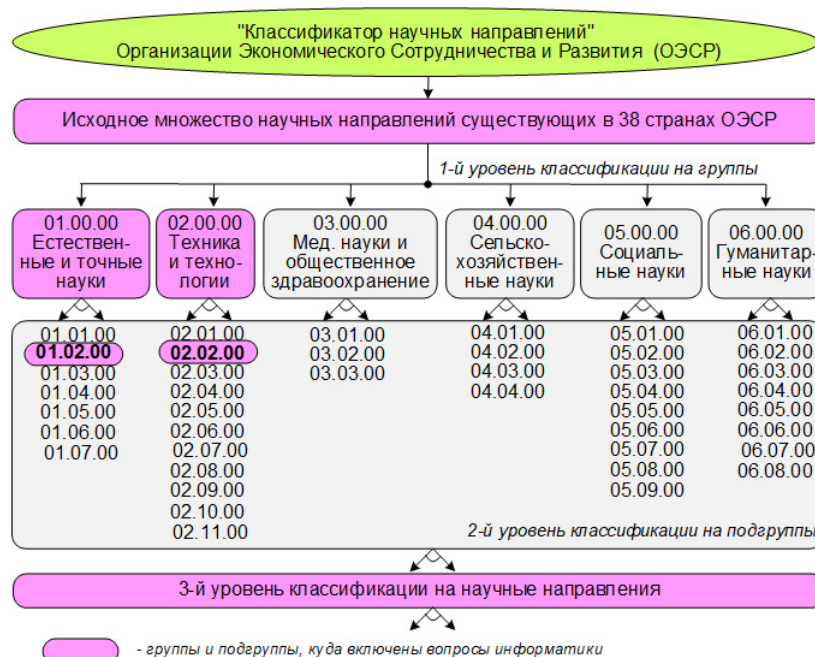 "Классификатор научных направлений"
Организации Экономического Сотрудничества и Развития (ОЭСР)
Исходное множество научных направлений существующих в 38 странах ОЭСР
1-й уровень классификации на группы
01.00.00
Естествен-
ные и точные
науки
02.00.00
Техника
и техно-
логии
03.00.00
Мед. науки и
общественное
здравоохранение
04.00.00
Сельско-
хозяйствен-
ные науки
05.00.00
Социаль-
ные науки
06.00.00
Гуманитар-
ные науки
01.01.00
01.02.00
01.03.00
01.04.00
01.05.00
01.06.00
01.07.00
02.01.00
02.02.00
02.03.00
02.04.00
02.05.00
02.06.00
02.07.00
02.08.00
02.09.00
02.10.00
02.11.00
03.01.00
03.02.00
03.03.00
04.01.00
04.02.00
04.03.00
04.04.00
05.01.00
05.02.00
05.03.00
05.04.00
05.05.00
05.06.00
05.07.00
05.08.00
05.09.00
06.01.00
06.02.00
06.03.00
06.04.00
06.05.00
06.06.00
06.07.00
06.08.00
2-й уровень классификации на подгруппы
3-й уровень классификации на научные направления
- группы и подгруппы, куда включены вопросы информатики